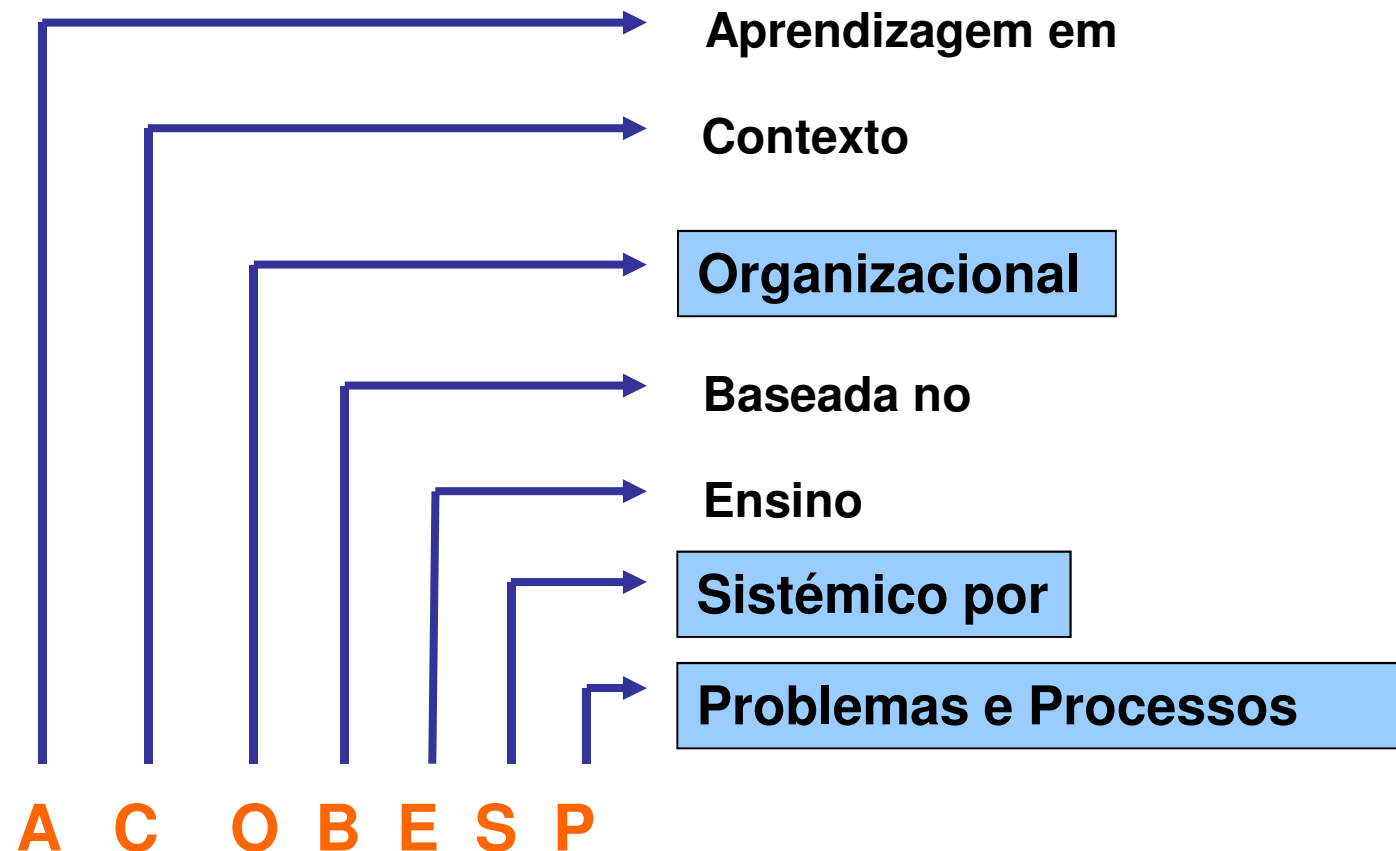 Aprendizagem em
Contexto
Organizacional
Baseada no
Ensino
Sistémico por
Problemas e Processos
A C O B E S P